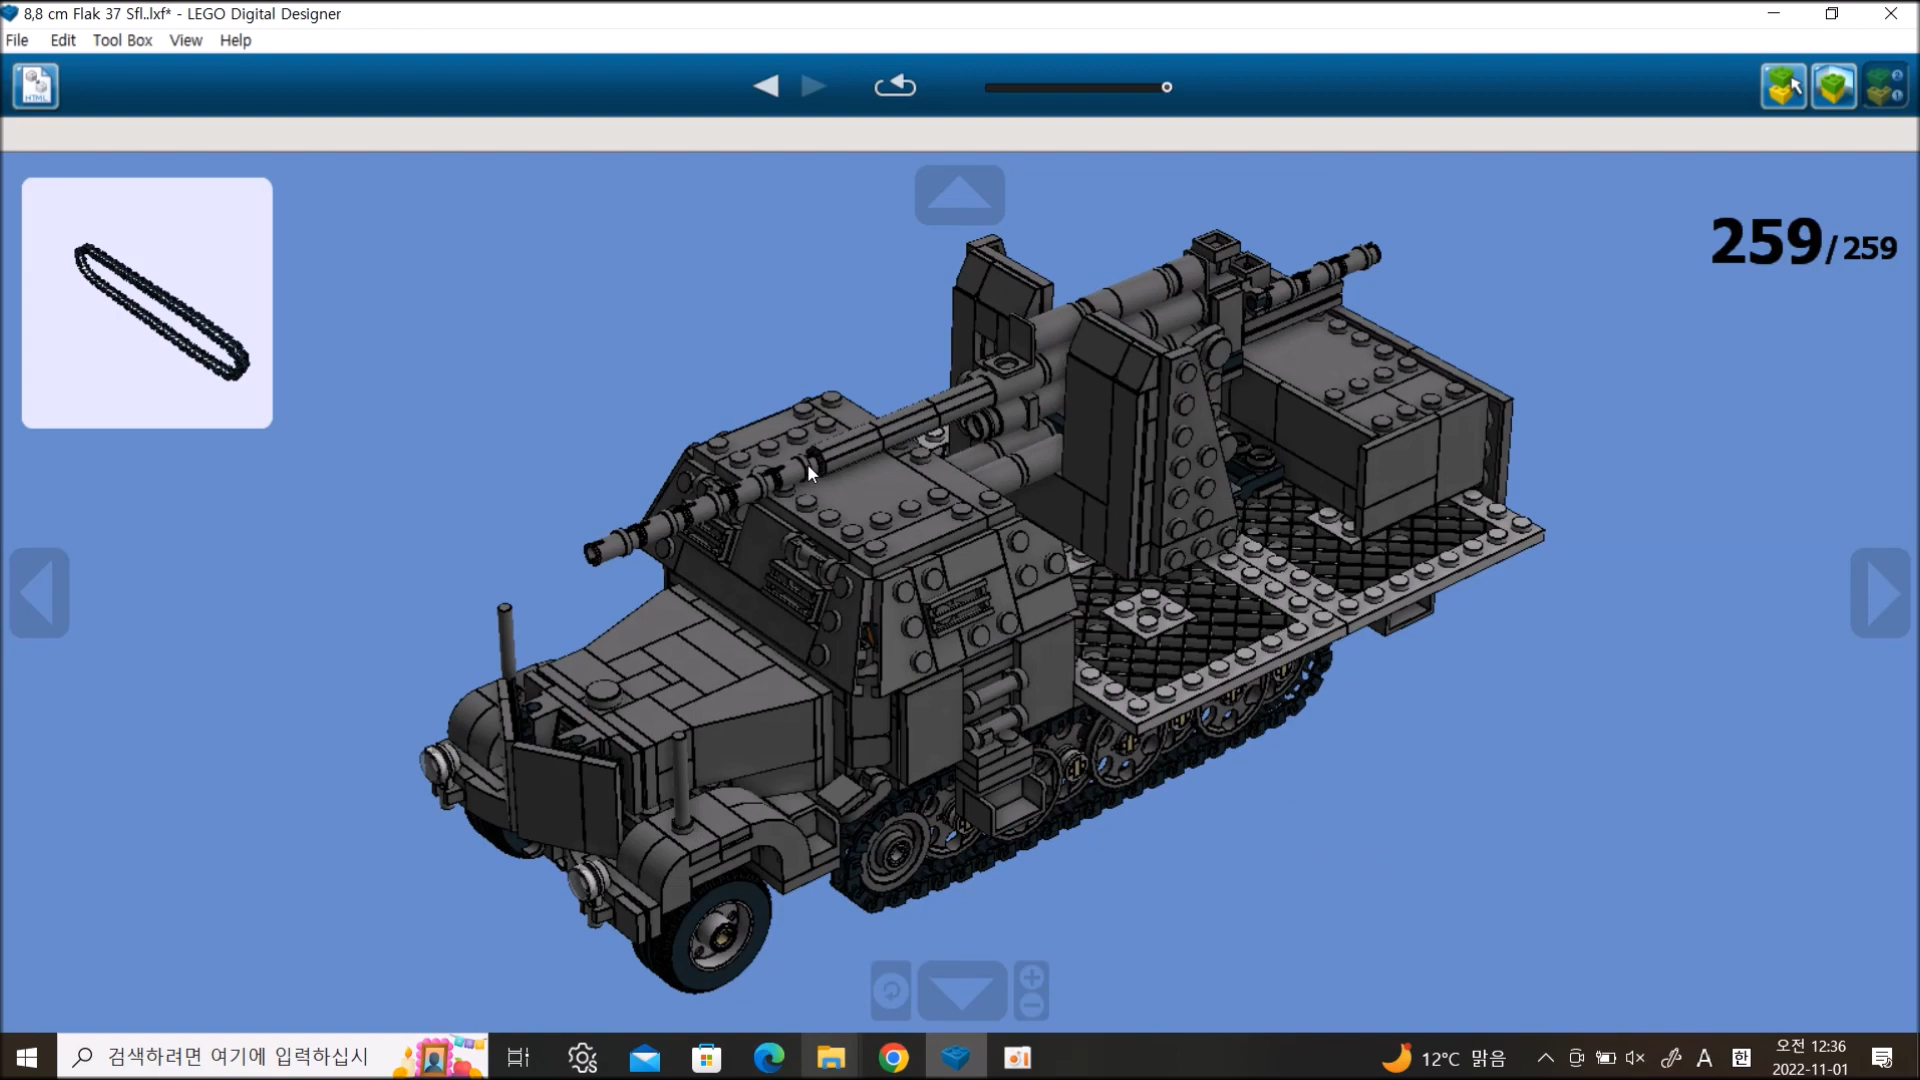 8,8 cm Flak 37 Sfl..lxf* - LEGO Digital Designer
File Edit Tool Box View Help
HTML
259/259
검색하려면 여기에 입력하십시
12°C 맑음
A
한
오전 12:36
2022-11-01